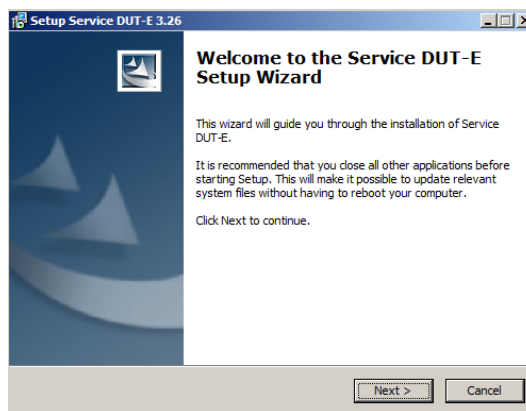 Setup Service DUT-E 3.26
Welcome to the Service DUT-E
Setup Wizard
This wizard will guide you through the installation of Service
DUT-E.
It is recommended that you close all other applications before
starting Setup. This will make it possible to update relevant
system files without having to reboot your computer.
Click Next to continue.
Next >
Cancel